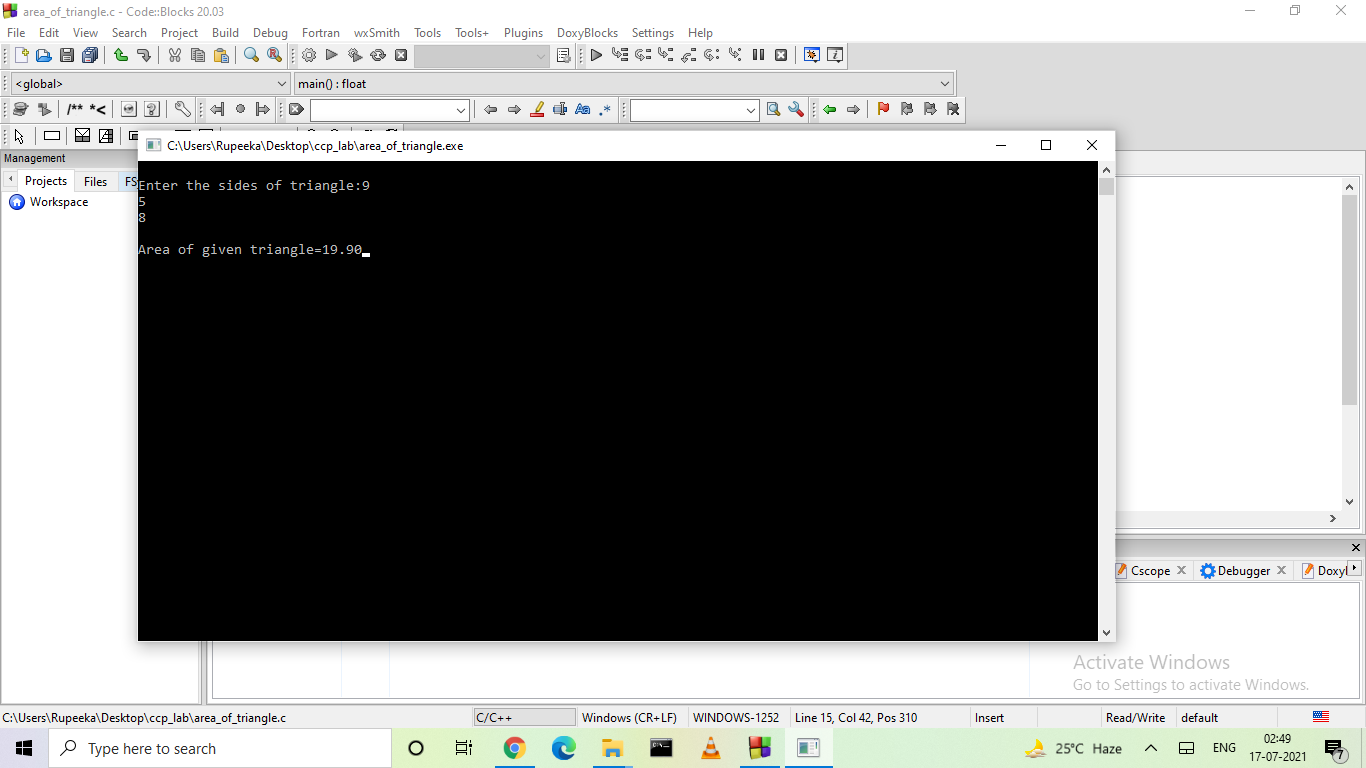 area_of_triangle.c - Code::Blocks 20.03
File Edit View Search Project Build Debug Fortran wxSmith Tools Tools+ Plugins DoxyBlocks Settings Help
<global> main() : float
/** *<
Aa .*
Management
Projects Files FS
Workspace
C:\Users\Rupeeka\Desktop\ccp_lab\area_of_triangle.exe
Enter the sides of triangle:9
5
8
Area of given triangle=19.90
Cscope Debugger
Activate Windows
Go to Settings to activate Windows.
C:\Users\Rupeeka\Desktop\ccp_lab\area_of_triangle.c C/C++ Windows (CR+LF) WINDOWS-1252 Line 15, Col 42, Pos 310 Insert Read/Write default
Type here to search 25°C Haze ENG 02:49
17-07-2021 7